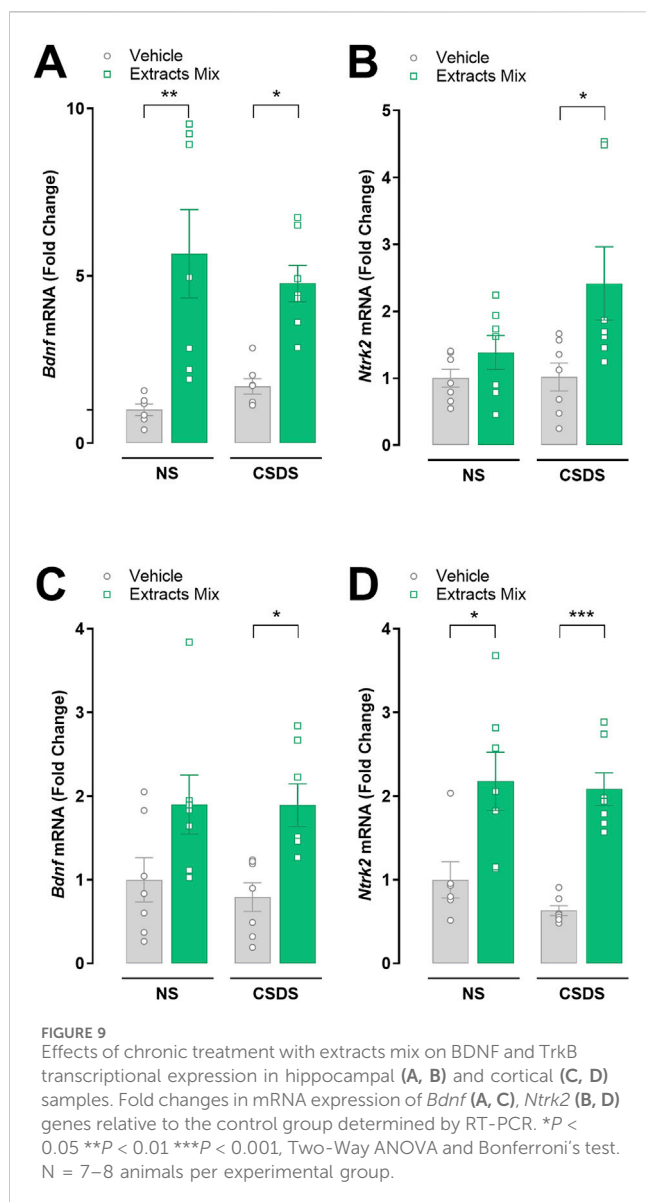 A
Vehicle
Extracts Mix
**
*
10
5
0
Bdnf mRNA (Fold Change)
NS
CSDS
B
Vehicle
Extracts Mix
*
5
4
3
2
1
0
Ntrk2 mRNA (Fold Change)
NS
CSDS
C
Vehicle
Extracts Mix
*
4
3
2
1
0
Bdnf mRNA (Fold Change)
NS
CSDS
D
Vehicle
Extracts Mix
*
***
4
3
2
1
0
Ntrk2 mRNA (Fold Change)
NS
CSDS
FIGURE 9
Effects of chronic treatment with extracts mix on BDNF and TrkB
transcriptional expression in hippocampal (A, B) and cortical (C, D)
samples. Fold changes in mRNA expression of Bdnf (A, C), Ntrk2 (B, D)
genes relative to the control group determined by RT-PCR. *P <
0.05 **P < 0.01 ***P < 0.001, Two-Way ANOVA and Bonferroni's test.
N = 7–8 animals per experimental group.